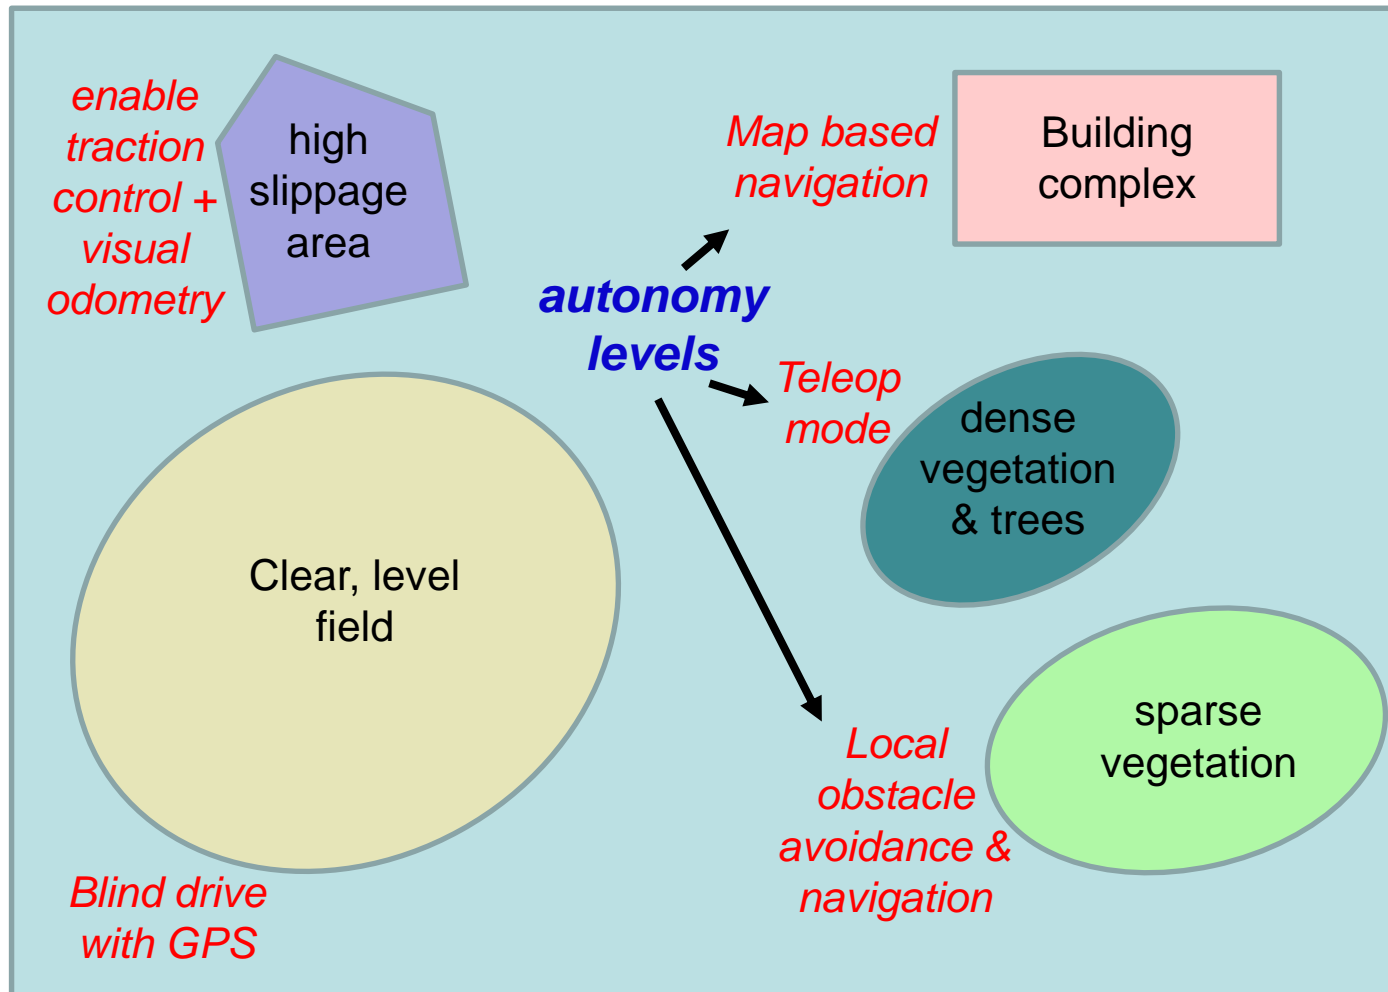 enable
traction
control +
visual
odometry
high
slippage
area
Map based
navigation
Building
complex
autonomy
levels
Teleop
mode
dense
vegetation
& trees
Clear, level
field
Local
obstacle
avoidance &
navigation
sparse
vegetation
Blind drive
with GPS